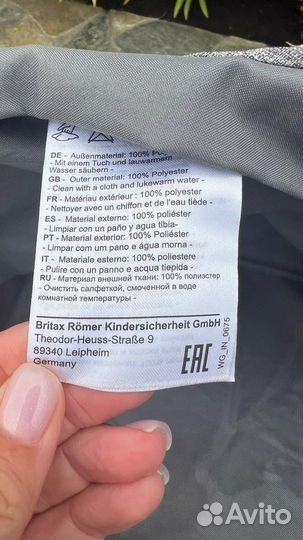 DE - Außenmaterial: 100%
- Mit einem Tuch und lauwarmem
Wasser säubern -
GB - Outer material: 100% Polyester
- Clean with a cloth and lukewarm water -
FR - Matériau extérieur : 100% polyester
- Nettoyer avec un chiffon et de l'eau tiède -
ES - Material externo: 100% poliéster
- Limpiar con un paño y agua tibia-
PT - Material exterior: 100% Poliéster
- Limpar com um pano e água morna -
IT - Materiale esterno: 100% poliestere
- Pulire con un panno e acqua tiepida
RU - Материал внешней ткани: 100% полиэстер
- Очистить салфеткой, смоченной в воде
комнатной температуры -
Britax Römer Kindersicherheit GmbH
Theodor-Heuss-Straße 9
89340 Leipheim
Germany
EAC
WG_IN_0675
Avito